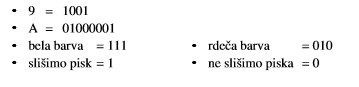 • 9 = 1001
• A = 01000001
• bela barva = 111 • rdeča barva = 010
• slišimo pisk = 1 • ne slišimo piska = 0